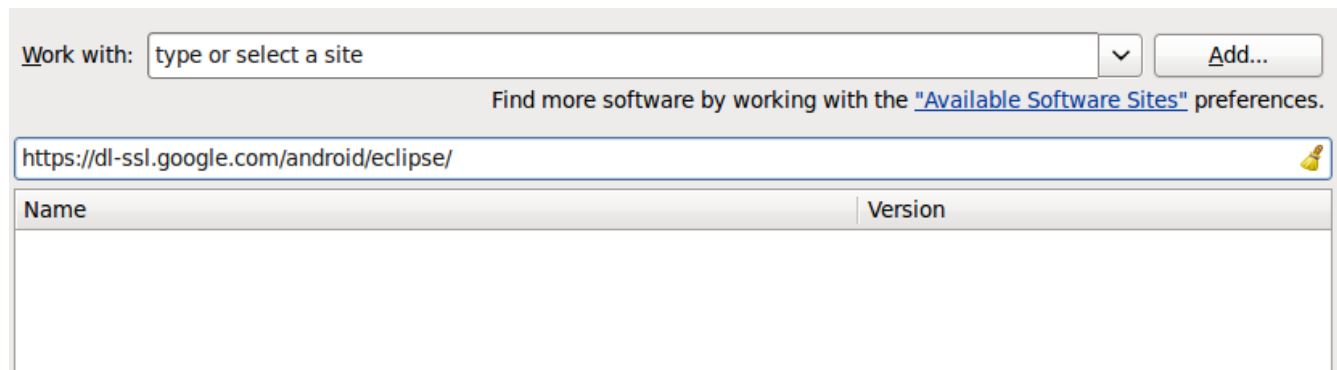 Work with: type or select a site Add...
Find more software by working with the "Available Software Sites" preferences.
https://dl-ssl.google.com/android/eclipse/
Name Version